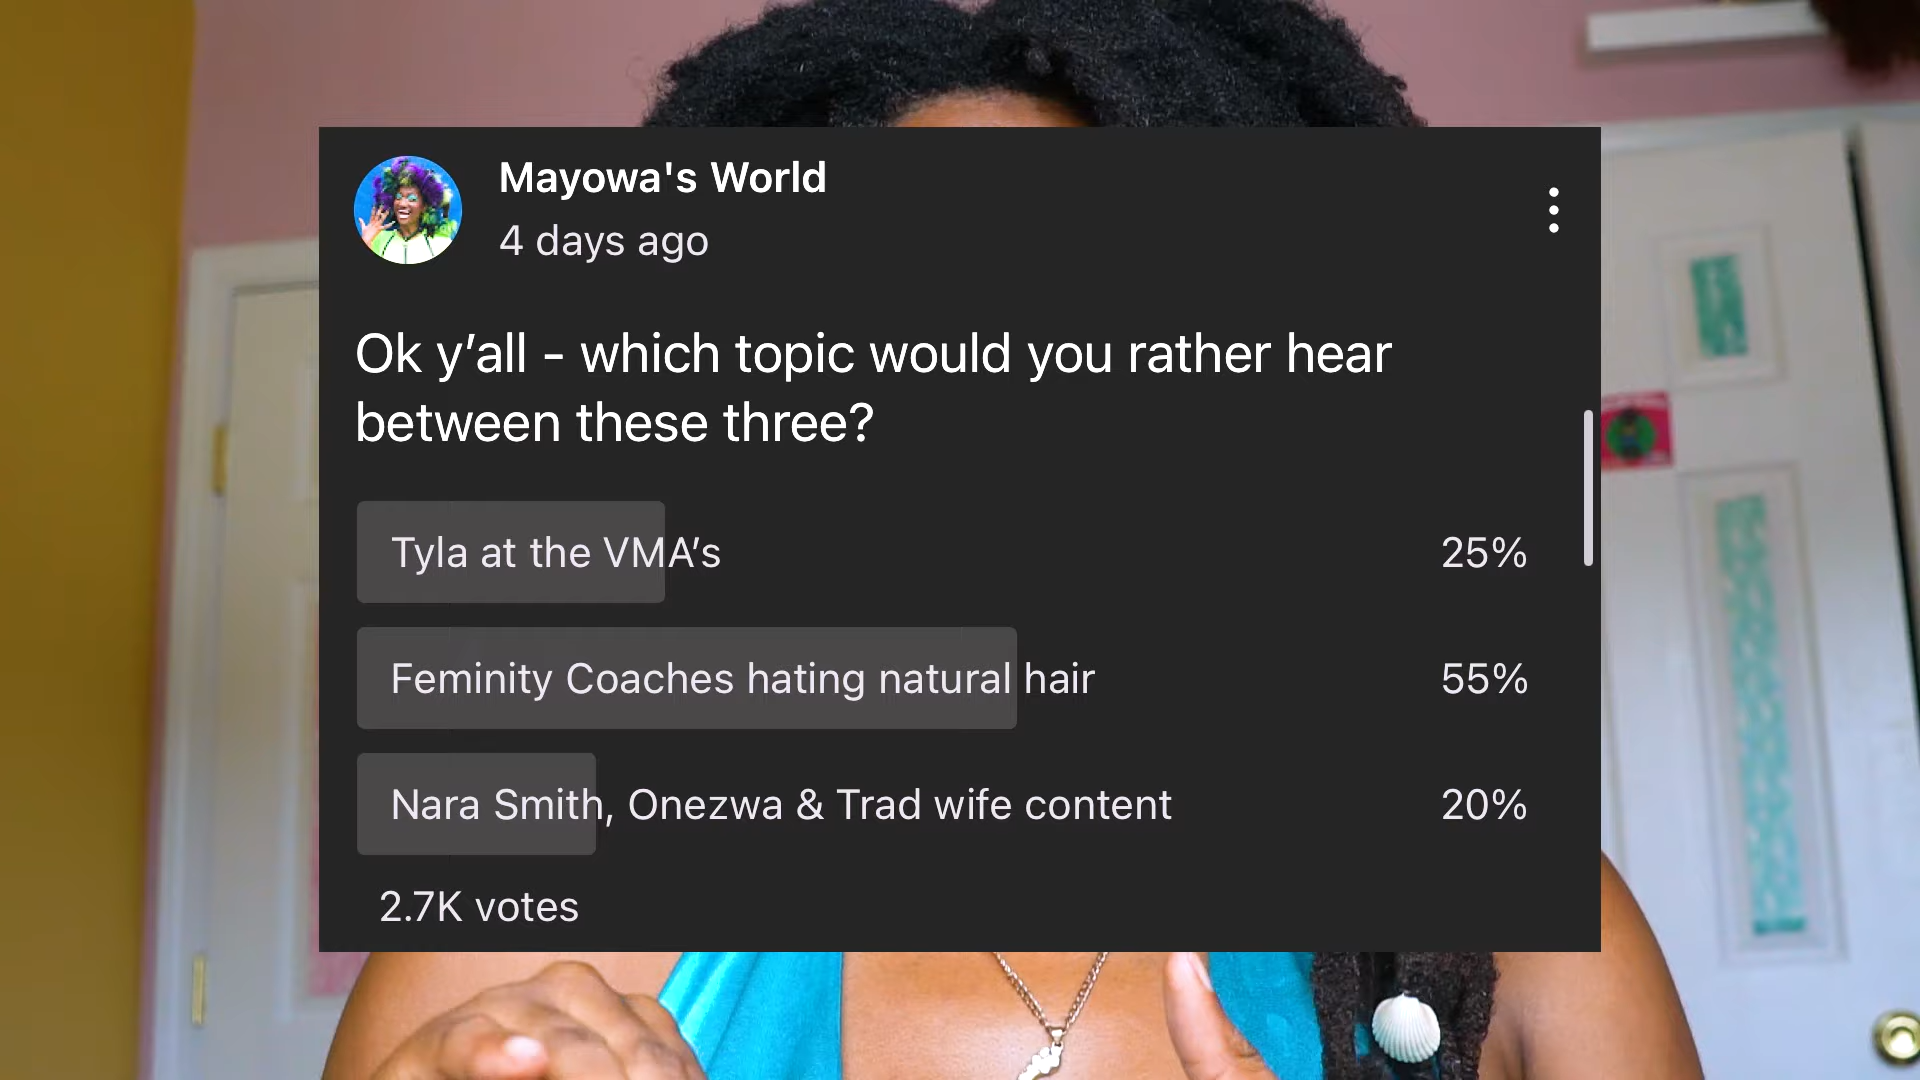 Mayowa's World
4 days ago
Ok y’all - which topic would you rather hear
between these three?
Tyla at the VMA’s
25%
Feminity Coaches hating natural hair
55%
Nara Smith, Onezwa & Trad wife content
20%
2.7K votes